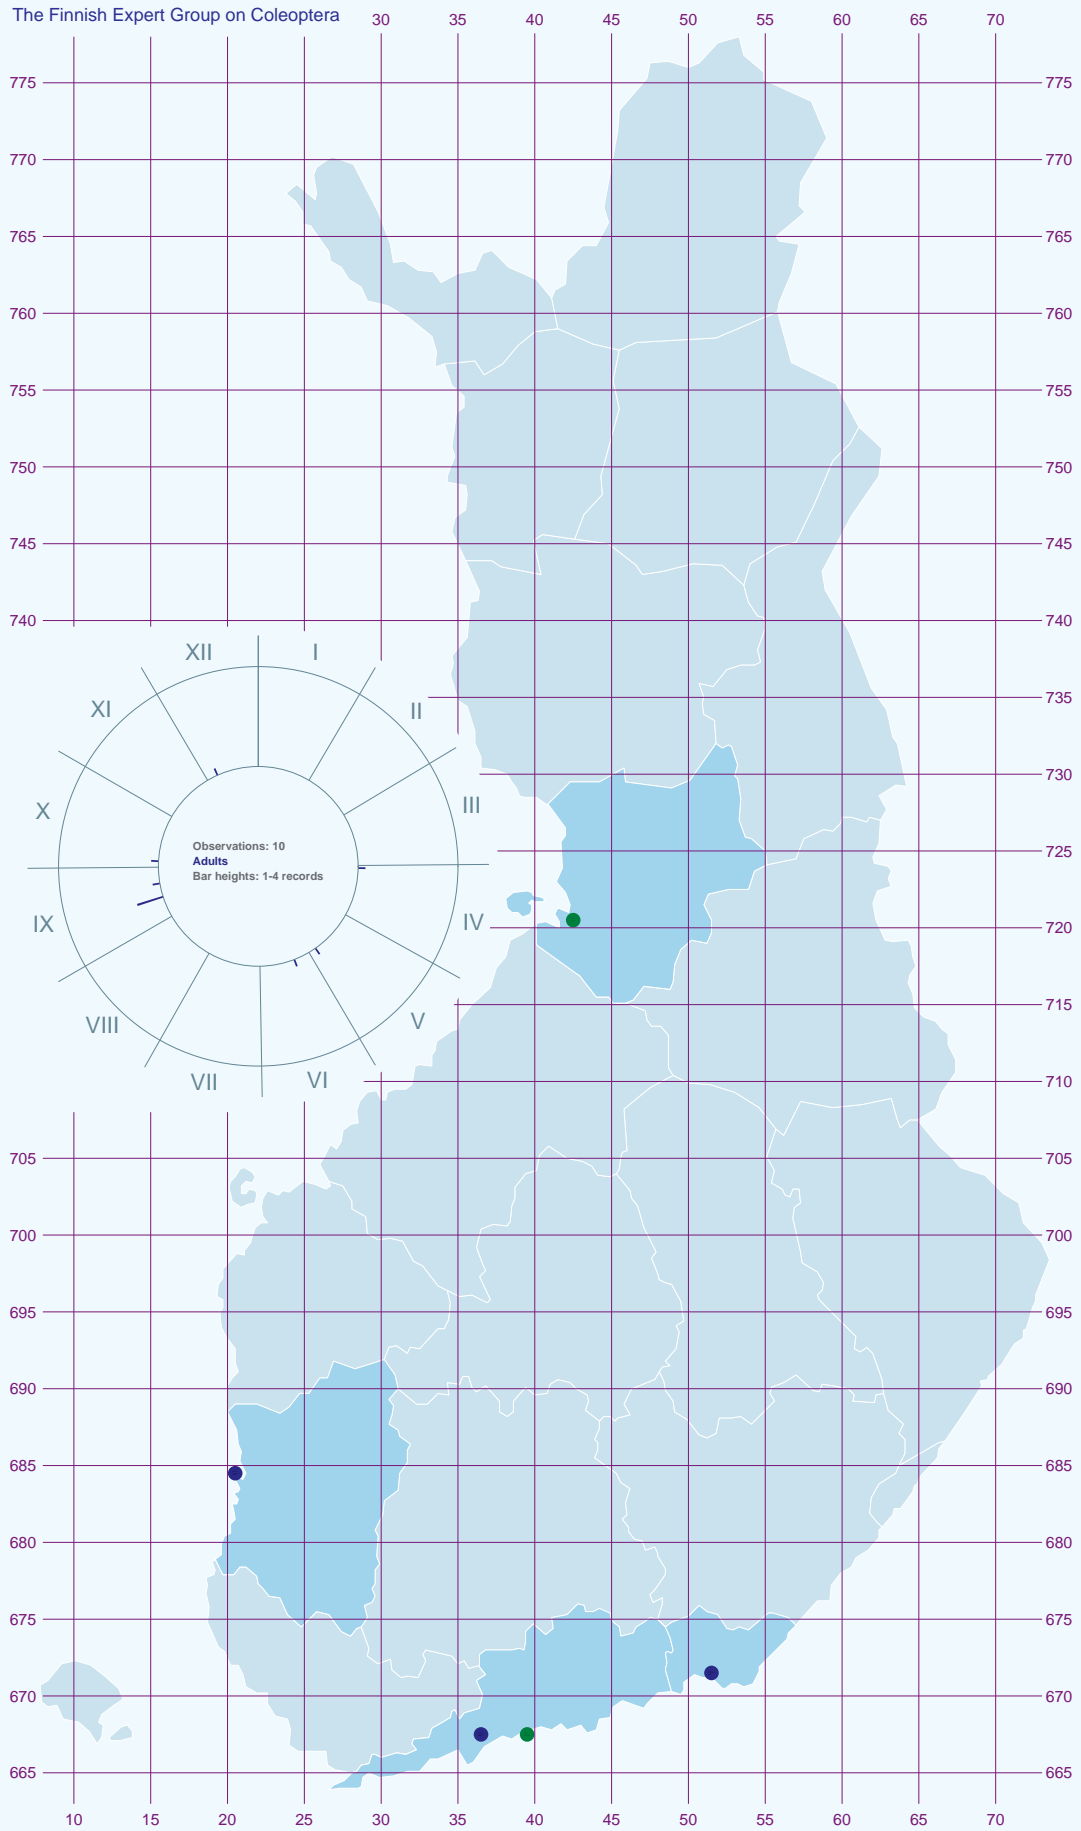 The Finnish Expert Group on Coleoptera
30 35 40 45 50 55 60 65 70
775 775
770 770
765 765
760 760
755 755
750 750
745 745
740 740
XII I
XI II
735
730
X III
725
Observations: 10
Adults
Bar heights: 1-4 records
IX IV
720
VIII V
715
VII VI
710
705 705
700 700
695 695
690 690
685 685
680 680
675 675
670 670
665 665
10 15 20 25 30 35 40 45 50 55 60 65 70